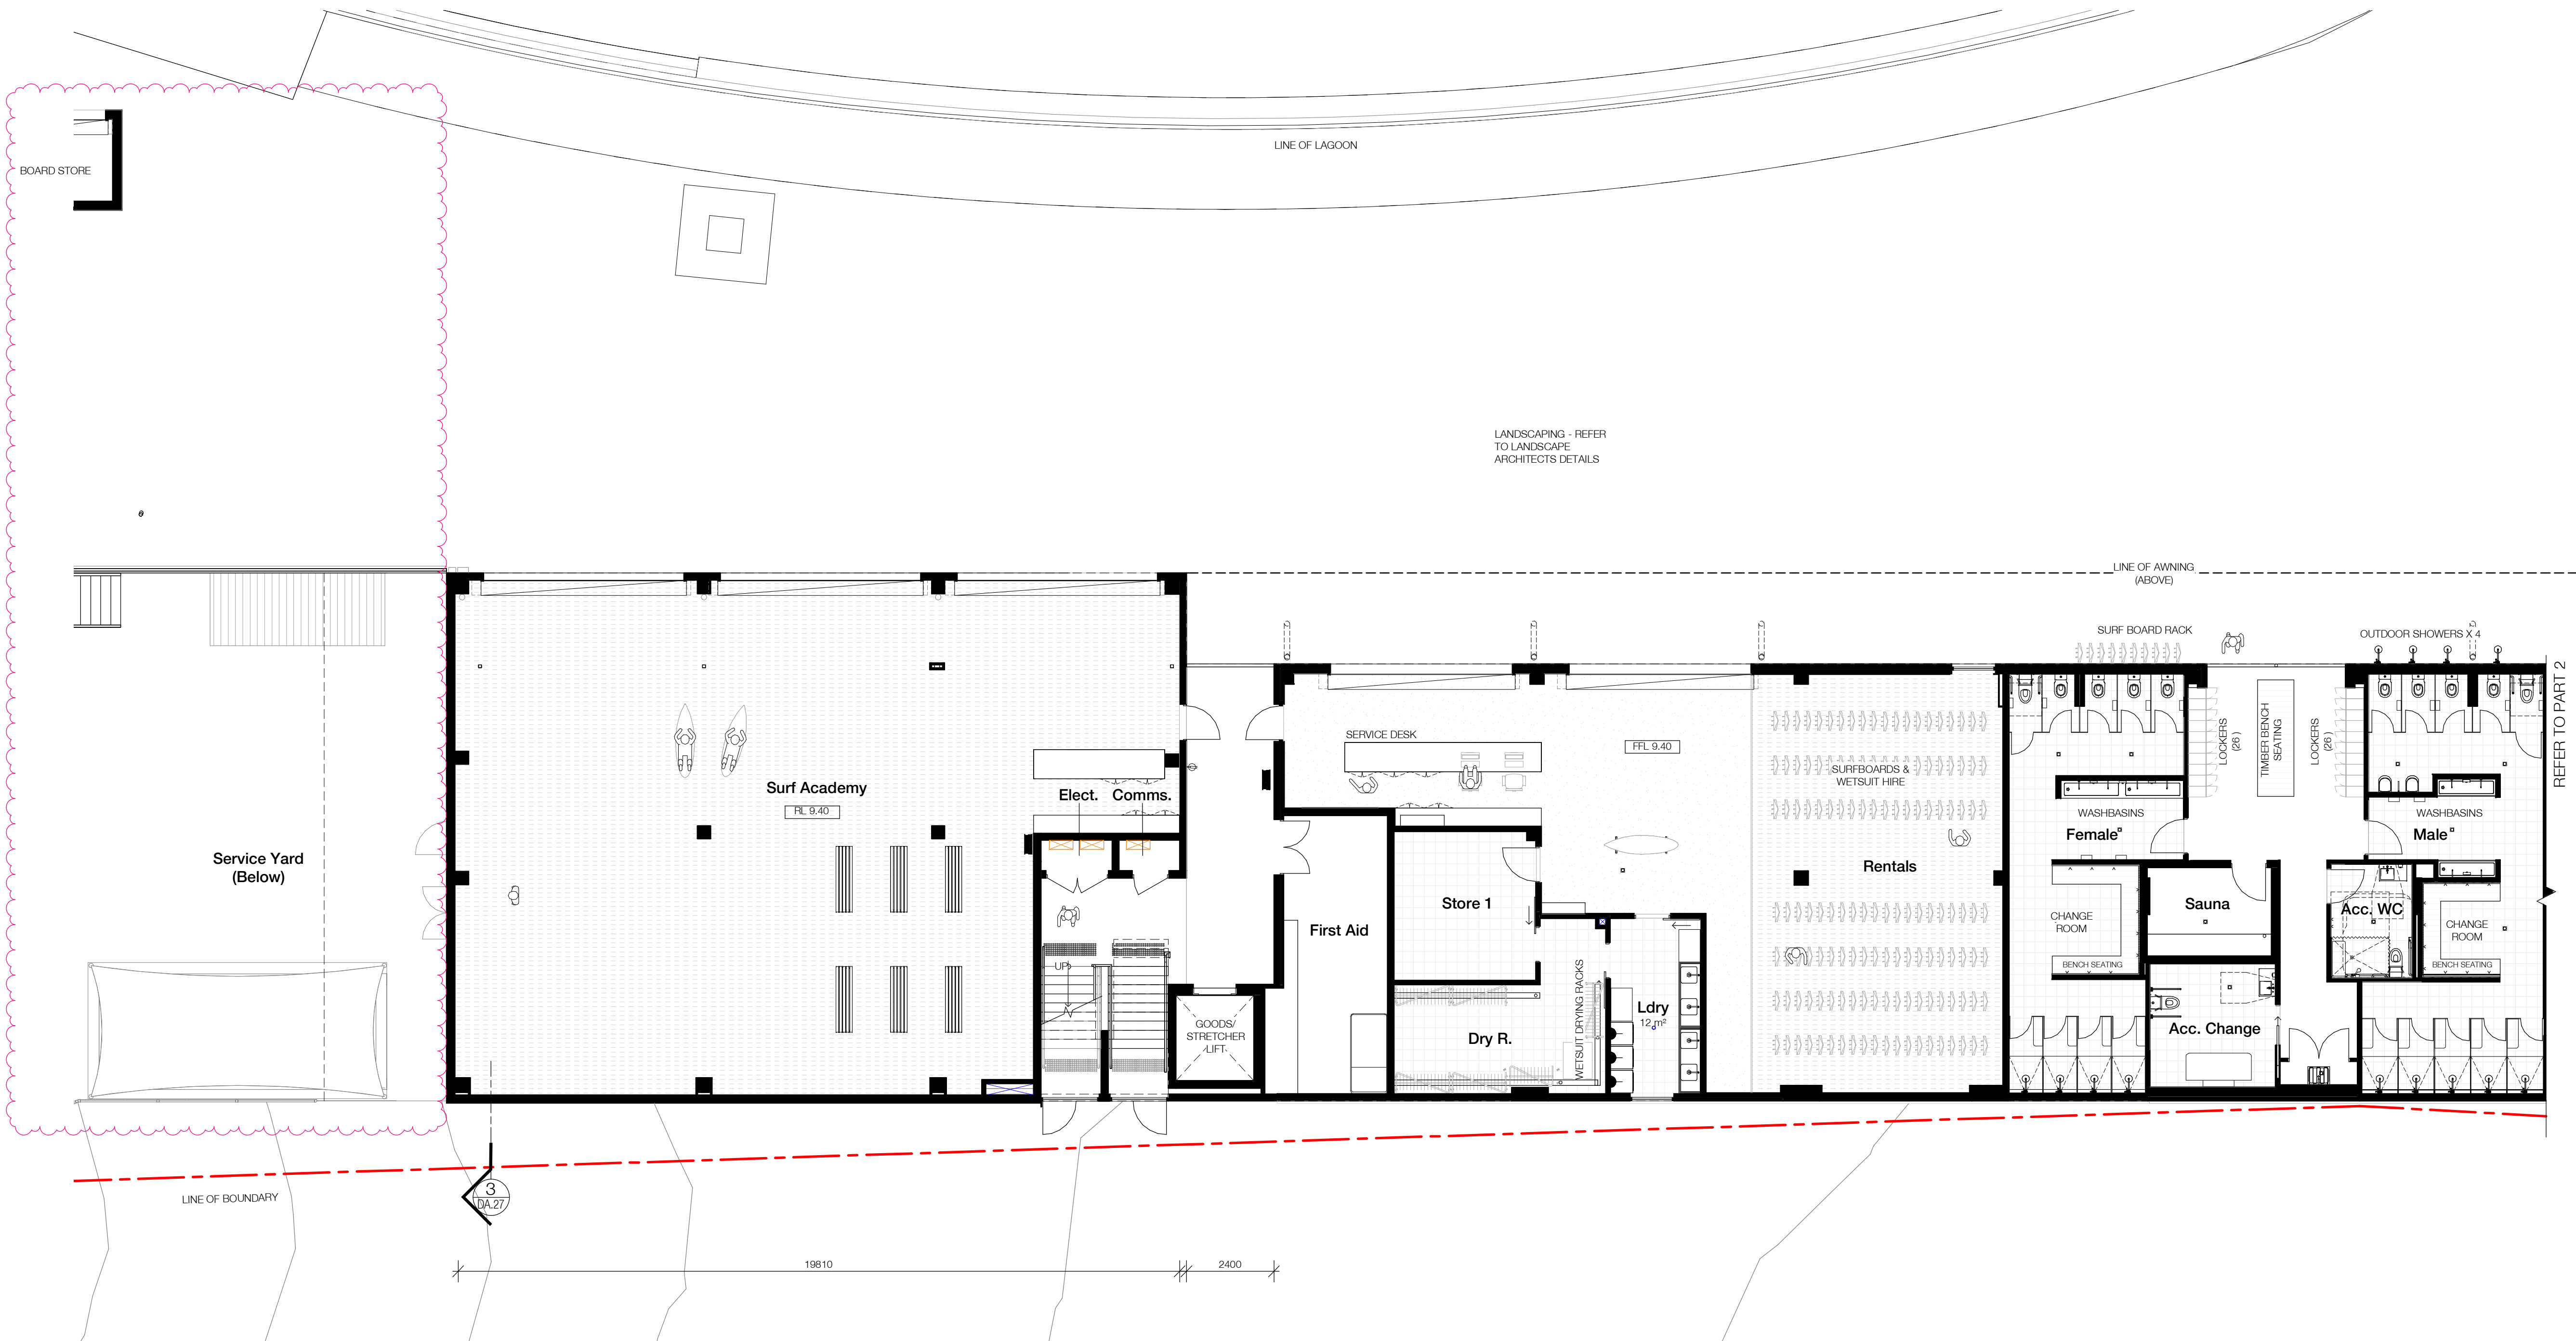 BOARD STORE
LINE OF LAGOON
LANDSCAPING - REFER
TO LANDSCAPE
ARCHITECTS DETAILS
LINE OF AWNING
(ABOVE)
SURF BOARD RACK
OUTDOOR SHOWERS X 4
REFER TO PART 2
SERVICE DESK
FFL 9.40
LOCKERS
(26 )
TIMBER BENCH
SEATING
LOCKERS
(26 )
SURFBOARDS &
WETSUIT HIRE
Surf Academy
RL 9.40
Elect.
Comms.
WASHBASINS
Female
WASHBASINS
Male
Service Yard
(Below)
Rentals
Store 1
Sauna
Acc. WC
First Aid
CHANGE
ROOM
CHANGE
ROOM
BENCH SEATING
BENCH SEATING
UP
WETSUIT DRYING RACKS
Ldry
12 m²
GOODS/
STRETCHER
LIFT
Dry R.
Acc. Change
LINE OF BOUNDARY
3
DA.27
19810
2400